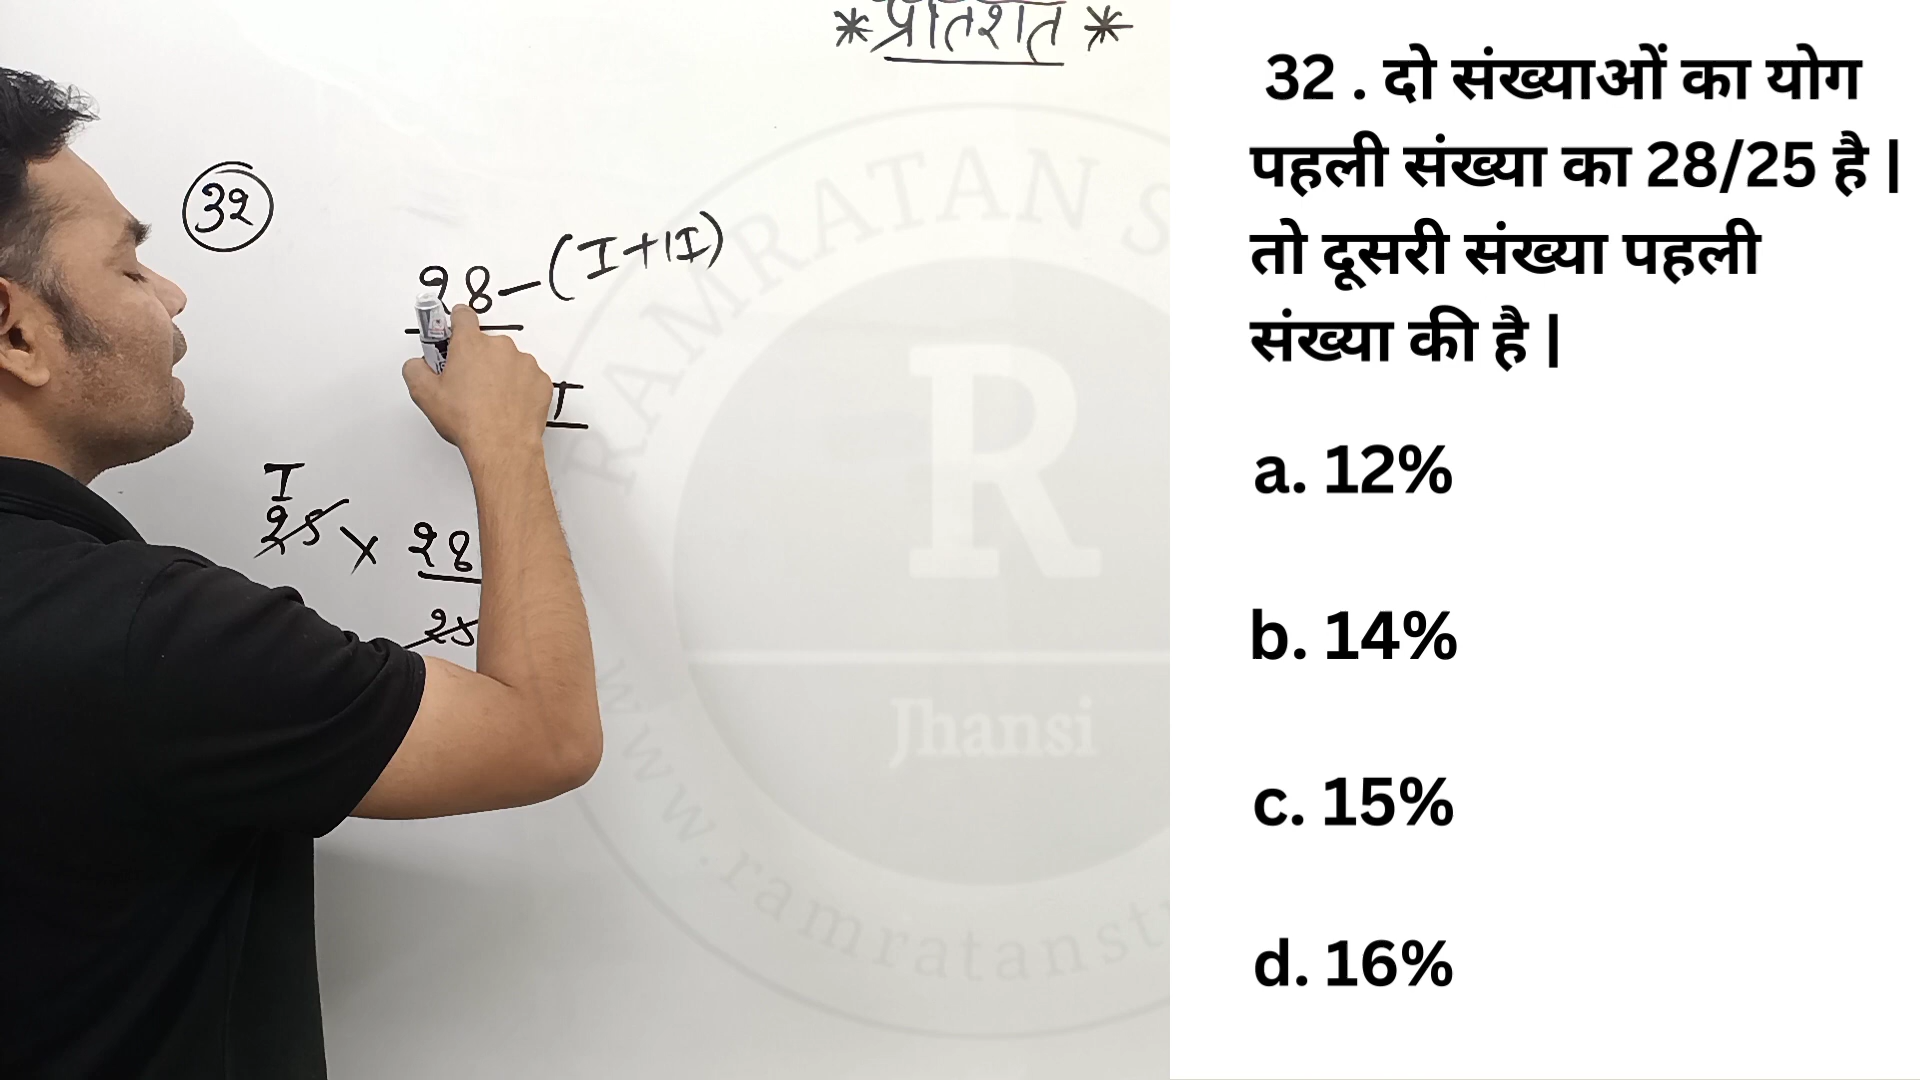 * प्रतिशत *
32
28 — (I + II)
I
I
25 × 28
25
RAMRATAN S
R
Jhansi
www.ramratanst
32 . दो संख्याओं का योग
पहली संख्या का 28/25 है |
तो दूसरी संख्या पहली
संख्या की है |
a. 12%
b. 14%
c. 15%
d. 16%